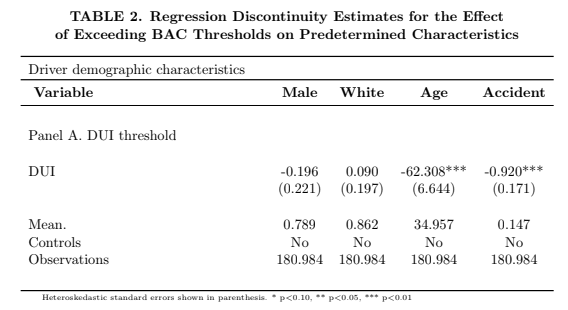 TABLE 2. Regression Discontinuity Estimates for the Effect
of Exceeding BAC Thresholds on Predetermined Characteristics
Driver demographic characteristics
Variable Male White Age Accident
Panel A. DUI threshold
DUI -0.196 0.090 -62.308*** -0.920***
(0.221) (0.197) (6.644) (0.171)
Mean. 0.789 0.862 34.957 0.147
Controls No No No No
Observations 180.984 180.984 180.984 180.984
Heteroskedastic standard errors shown in parenthesis. * p<0.10, ** p<0.05, *** p<0.01